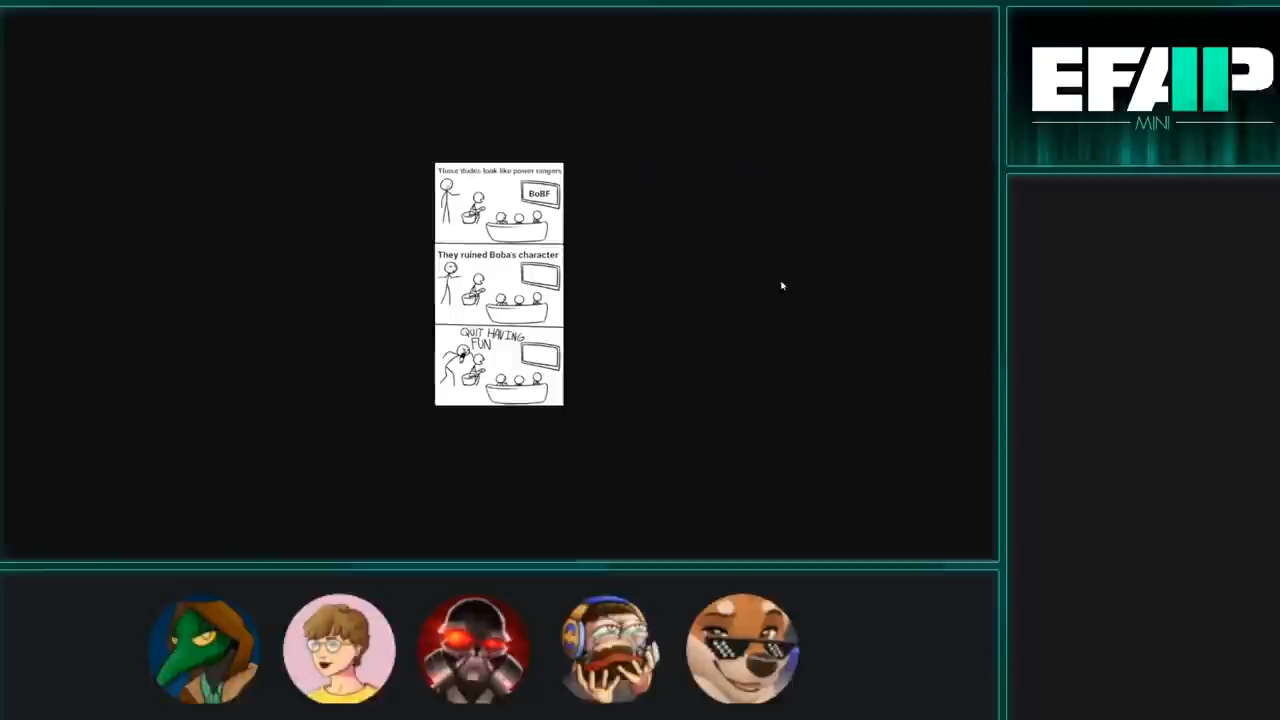 EFAP
MINI
These dudes look like power rangers
BoBF
They ruined Boba's character
QUIT HAVING
FUN